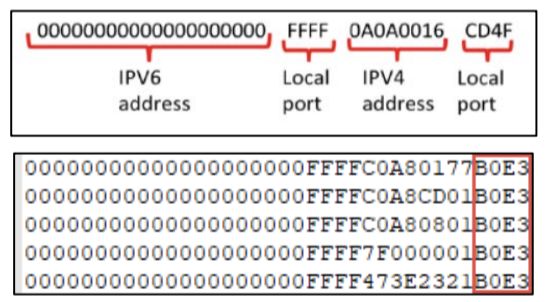 00000000000000000000 FFFF 0A0A0016 CD4F
IPV6 Local IPV4 Local
address port address port
00000000000000000000FFFFC0A80177B0E3
00000000000000000000FFFFC0A8CD01B0E3
00000000000000000000FFFFC0A80801B0E3
00000000000000000000FFFF7F000001B0E3
00000000000000000000FFFF473E2321B0E3